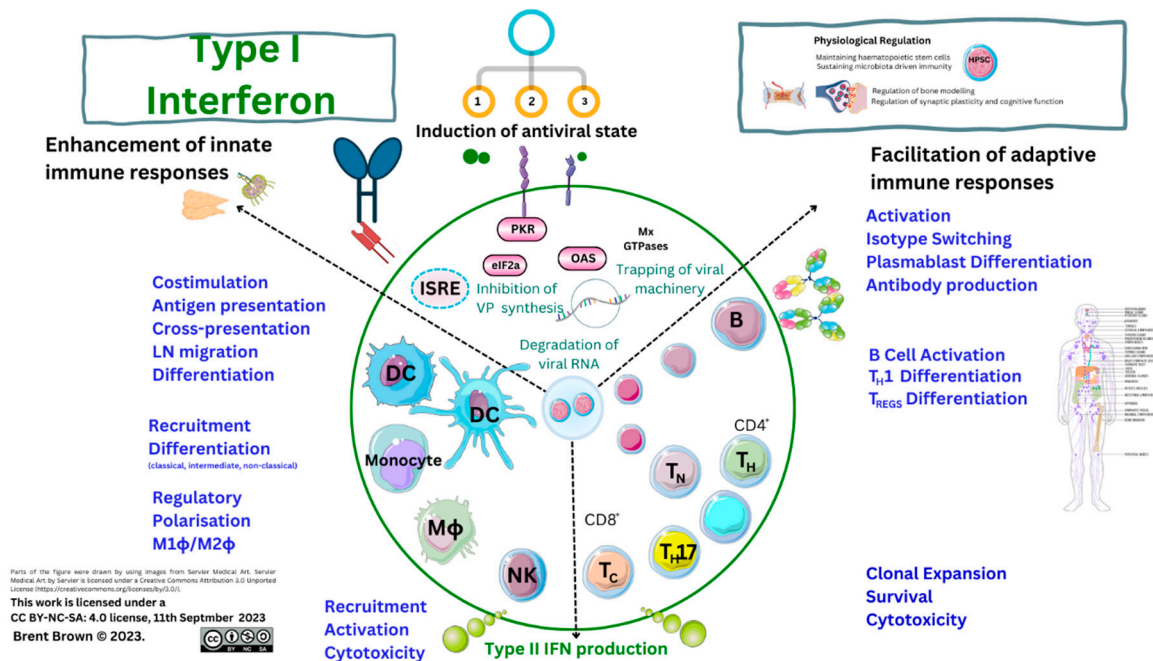 Type I
Interferon
1
2
3
Induction of antiviral state
Physiological Regulation
Maintaining haematopoietic stem cells
Sustaining microbiota driven immunity
HPSC
Regulation of bone modelling
Regulation of synaptic plasticity and cognitive function
Enhancement of innate
immune responses
Facilitation of adaptive
immune responses
Activation
Isotype Switching
Plasmablast Differentiation
Antibody production
B Cell Activation
TH1 Differentiation
TREGS Differentiation
Clonal Expansion
Survival
Cytotoxicity
Costimulation
Antigen presentation
Cross-presentation
LN migration
Differentiation
Recruitment
Differentiation
(classical, intermediate, non-classical)
Regulatory
Polarisation
M1ϕ/M2ϕ
PKR
eIF2a
OAS
Mx
GTPases
ISRE
Inhibition of
VP synthesis
Trapping of viral
machinery
Degradation of
viral RNA
B
DC
DC
Monocyte
Mϕ
NK
TC
TH17
TN
TH
CD4+
CD8+
Recruitment
Activation
Cytotoxicity
Type II IFN production
Parts of the figure were drawn by using images from Servier Medical Art. Servier
Medical Art by Servier is licensed under a Creative Commons Attribution 3.0 Unported
License (https://creativecommons.org/licenses/by/3.0/).
This work is licensed under a
CC BY-NC-SA: 4.0 license, 11th Septmber 2023
Brent Brown © 2023.
cc
BY NC SA